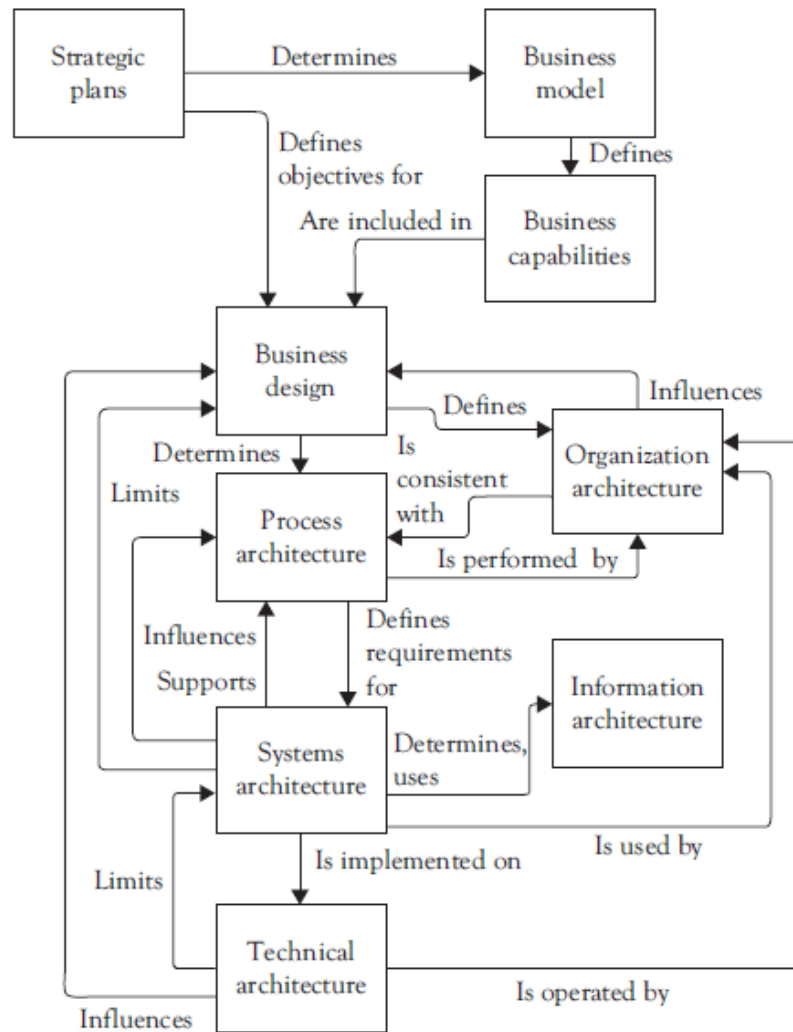 Strategic
plans
Determines
Business
model
Defines
objectives for
Defines
Are included in
Business
capabilities
Business
design
Influences
Defines
Determines
Is
consistent
with
Organization
architecture
Limits
Process
architecture
Is performed by
Influences
Supports
Defines
requirements
for
Information
architecture
Systems
architecture
Determines,
uses
Is used by
Is implemented on
Limits
Technical
architecture
Is operated by
Influences